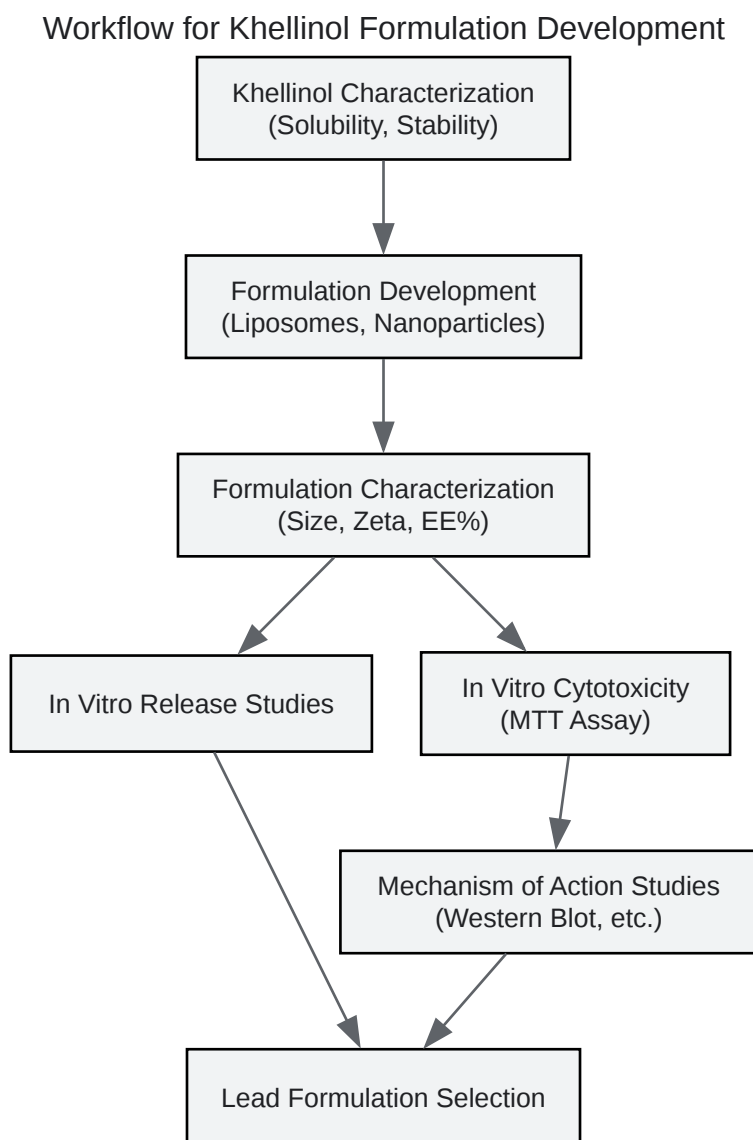 Workflow for Khellinol Formulation Development
Khellinol Characterization
(Solubility, Stability)
Formulation Development
(Liposomes, Nanoparticles)
Formulation Characterization
(Size, Zeta, EE%)
In Vitro Release Studies
In Vitro Cytotoxicity
(MTT Assay)
Mechanism of Action Studies
(Western Blot, etc.)
Lead Formulation Selection